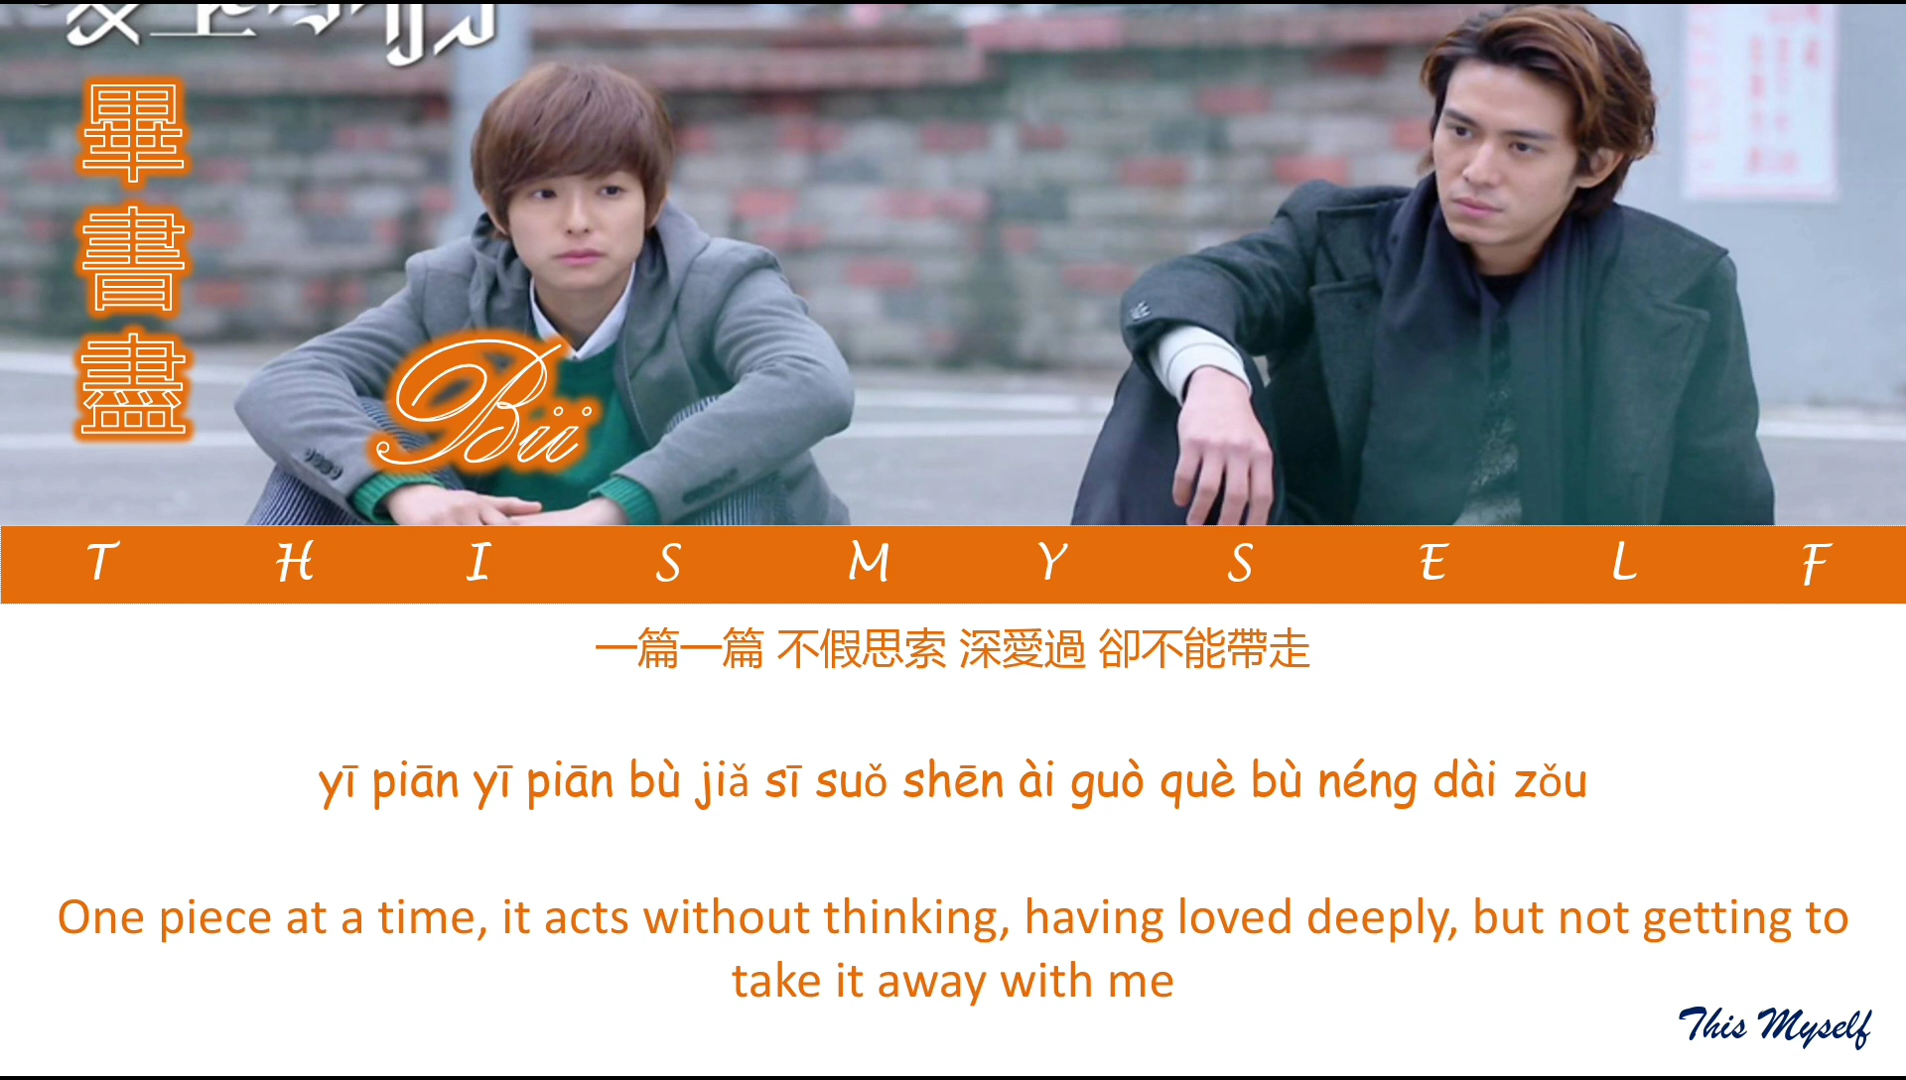 畢
書
盡
Bii
T H I S M Y S E L F
一篇一篇 不假思索 深愛過 卻不能帶走
yī piān yī piān bù jiǎ sī suǒ shēn ài guò què bù néng dài zǒu
One piece at a time, it acts without thinking, having loved deeply, but not getting to
take it away with me
This Myself